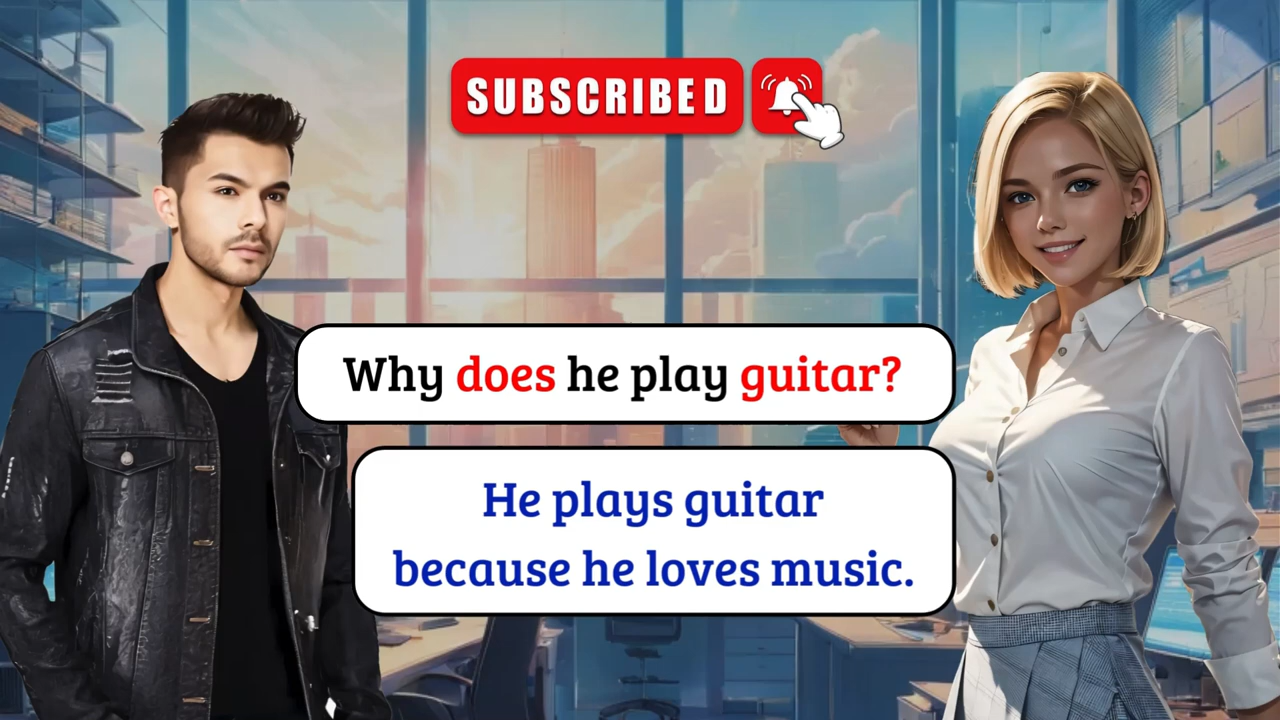 SUBSCRIBED
Why does he play guitar?
He plays guitar
because he loves music.